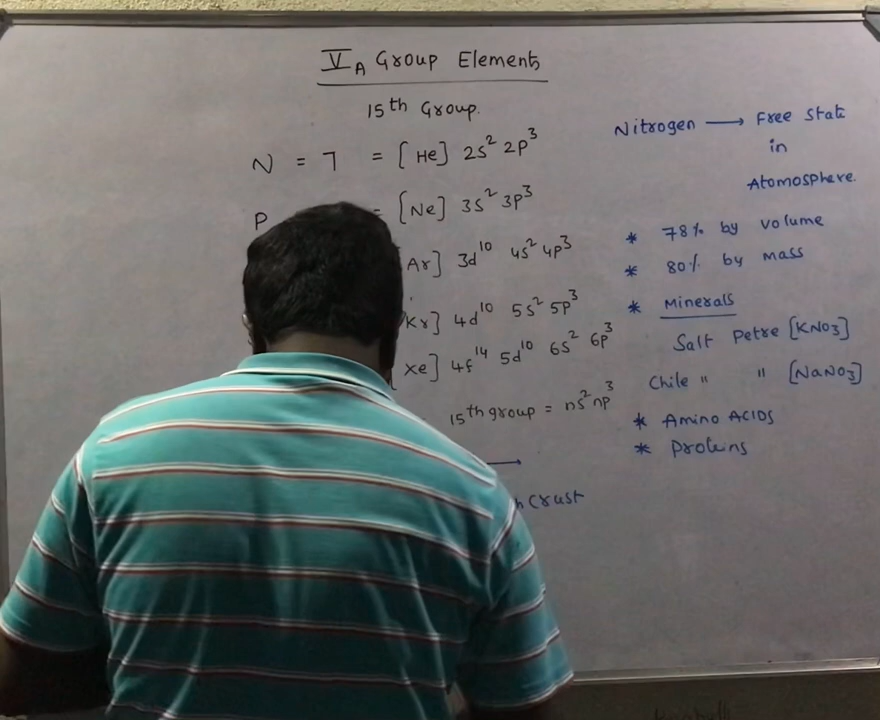 V A Group Elements
15th Group.
N = 7 = [He] 2s² 2p³
P = [Ne] 3s² 3p³
Ar] 3d¹⁰ 4s² 4p³
Kr] 4d¹⁰ 5s² 5p³
[Xe] 4f¹⁴ 5d¹⁰ 6s² 6p³
15th group = ns² np³
→
Crust
Nitrogen → Free State
in
Atomosphere.
* 78% by volume
* 80% by mass
* Minerals
Salt Petre [KNO3]
Chile " " [NaNO3]
* Amino ACIDS
* Proteins